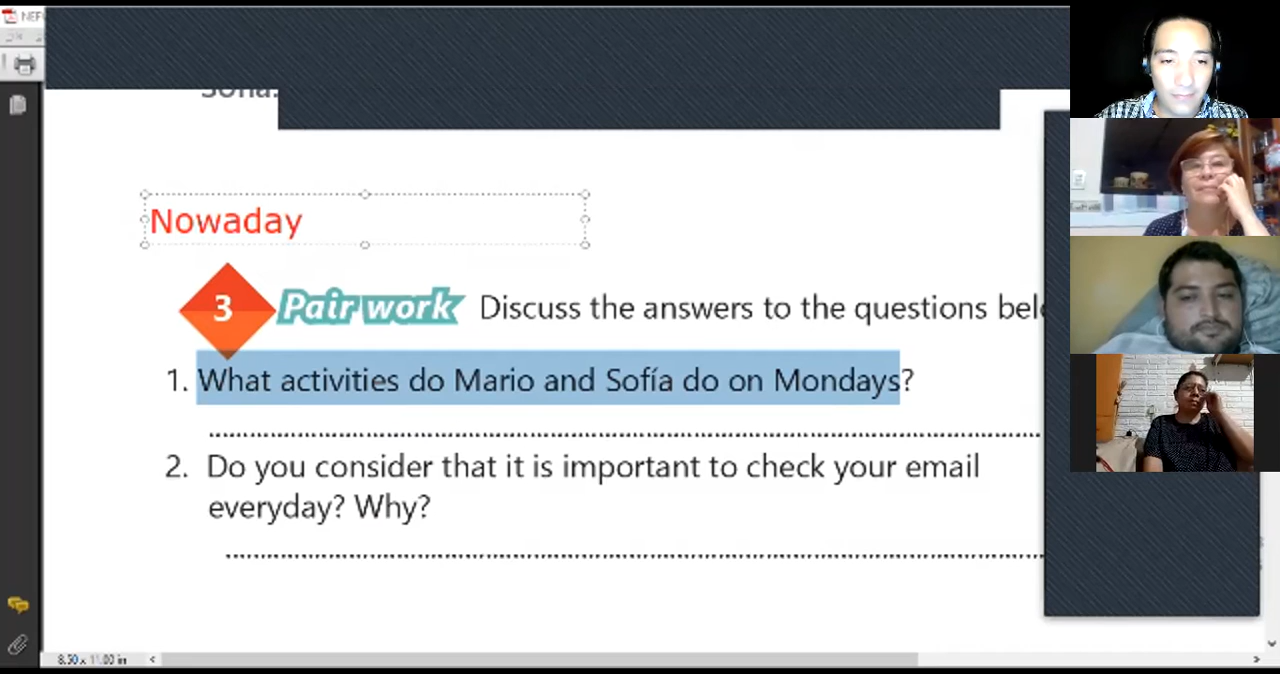 NEF
Sofía.
Nowaday
3 Pair work Discuss the answers to the questions
1. What activities do Mario and Sofía do on Mondays?
2. Do you consider that it is important to check your email
everyday? Why?
8.50 x 11.00 in